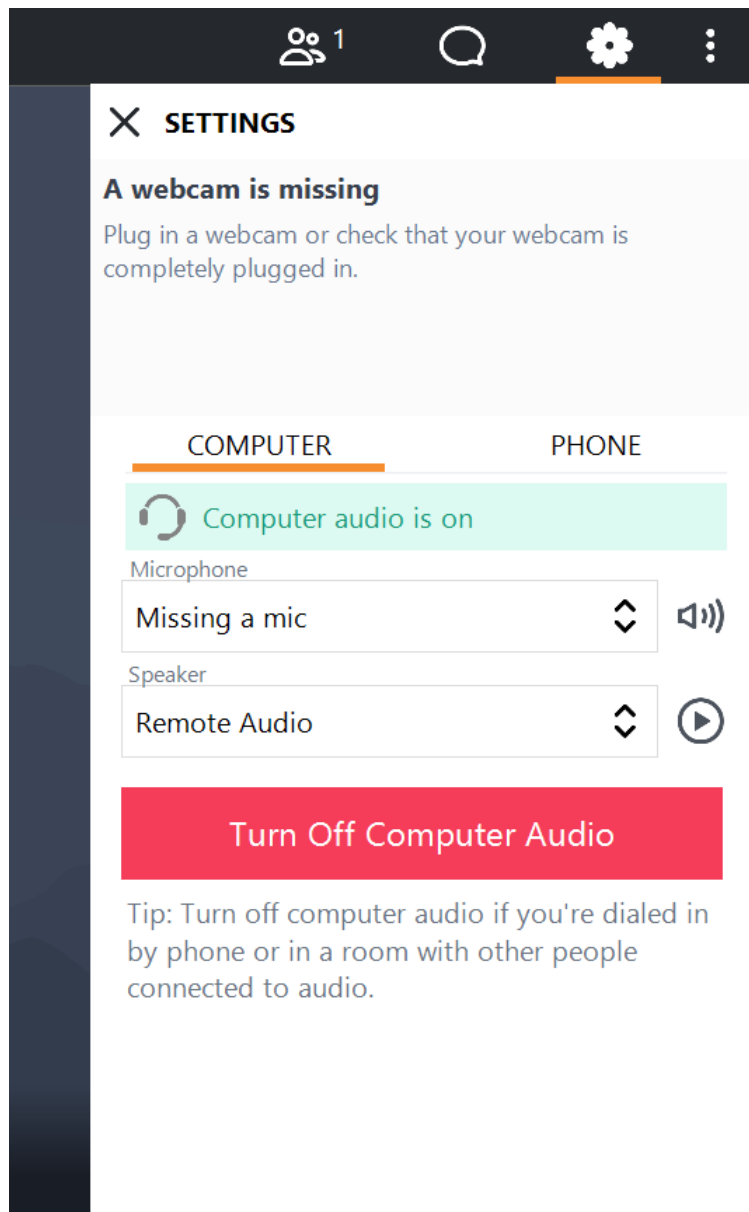 1
SETTINGS
A webcam is missing
Plug in a webcam or check that your webcam is
completely plugged in.
COMPUTER PHONE
Computer audio is on
Microphone
Missing a mic
Speaker
Remote Audio
Turn Off Computer Audio
Tip: Turn off computer audio if you're dialed in
by phone or in a room with other people
connected to audio.